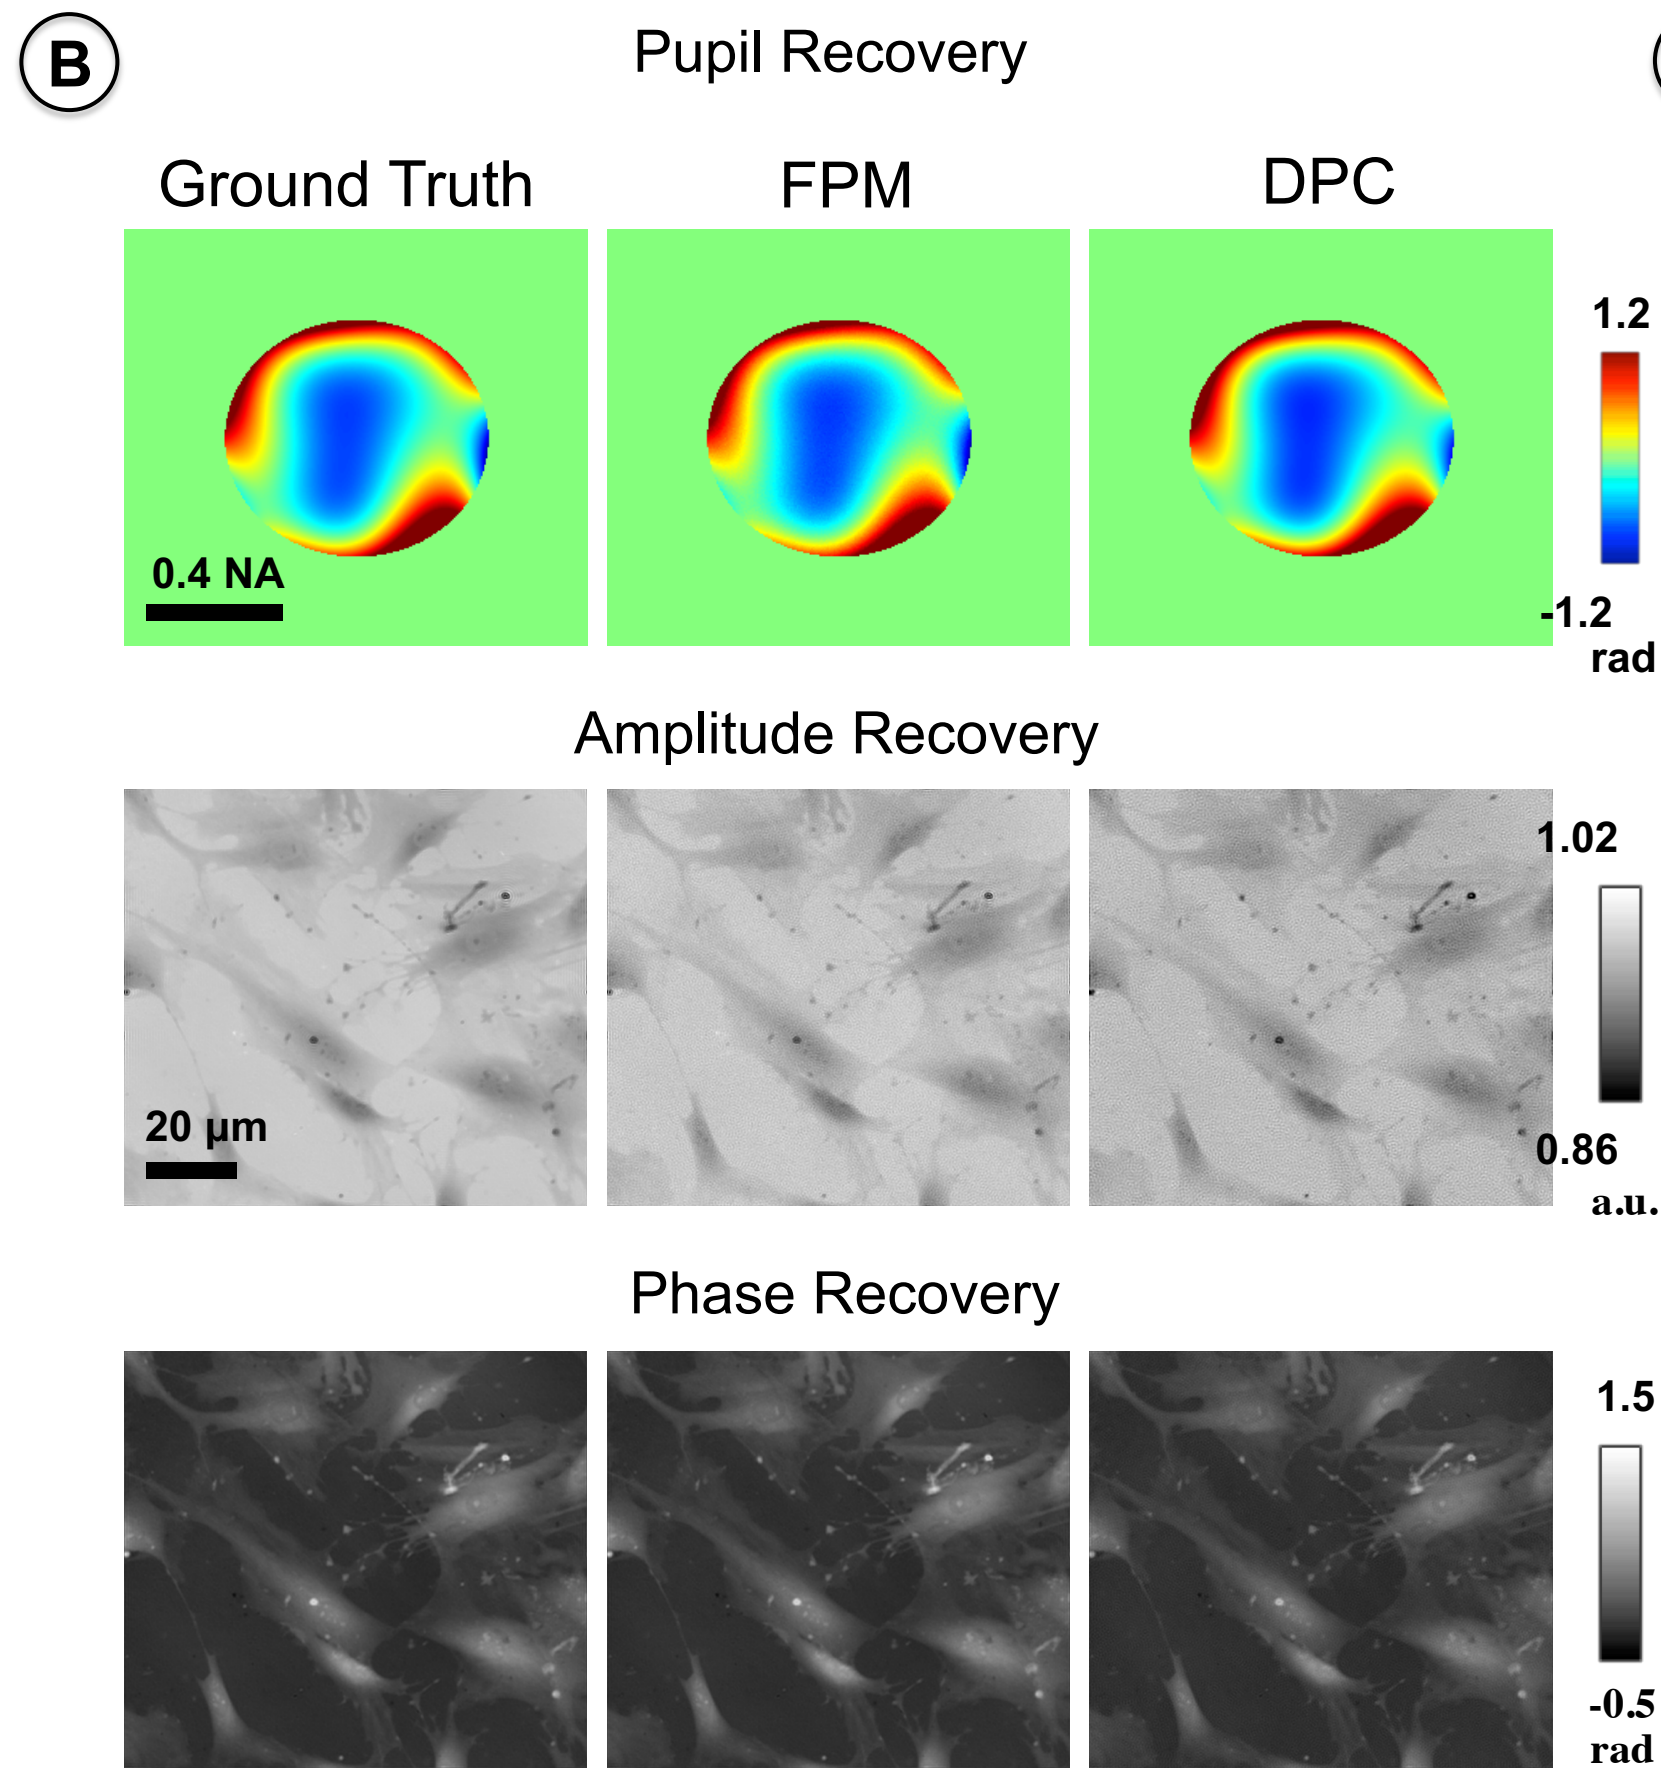 B
Pupil Recovery
Ground Truth
FPM
DPC
1.2
0.4 NA
-1.2
rad
Amplitude Recovery
1.02
20 µm
0.86
a.u.
Phase Recovery
1.5
-0.5
rad